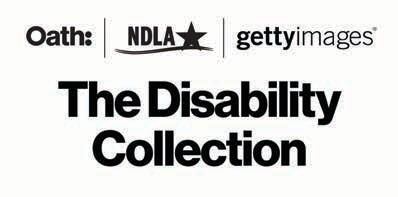 Oath: NDLA gettyimages®
The Disability
Collection